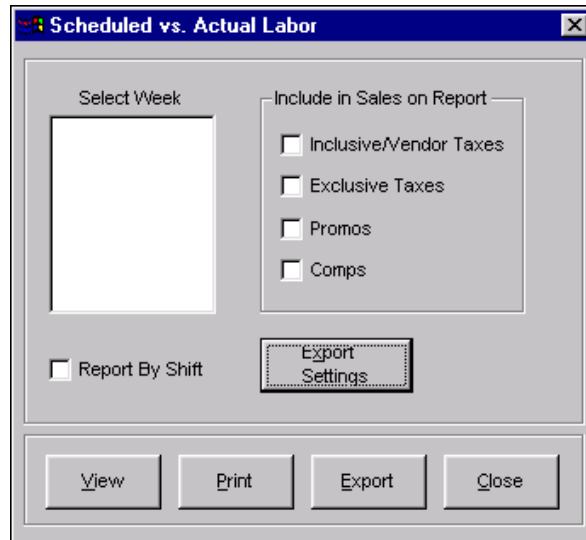 Scheduled vs. Actual Labor
Select Week
Include in Sales on Report
Inclusive/Vendor Taxes
Exclusive Taxes
Promos
Comps
Report By Shift
Export
Settings
View
Print
Export
Close